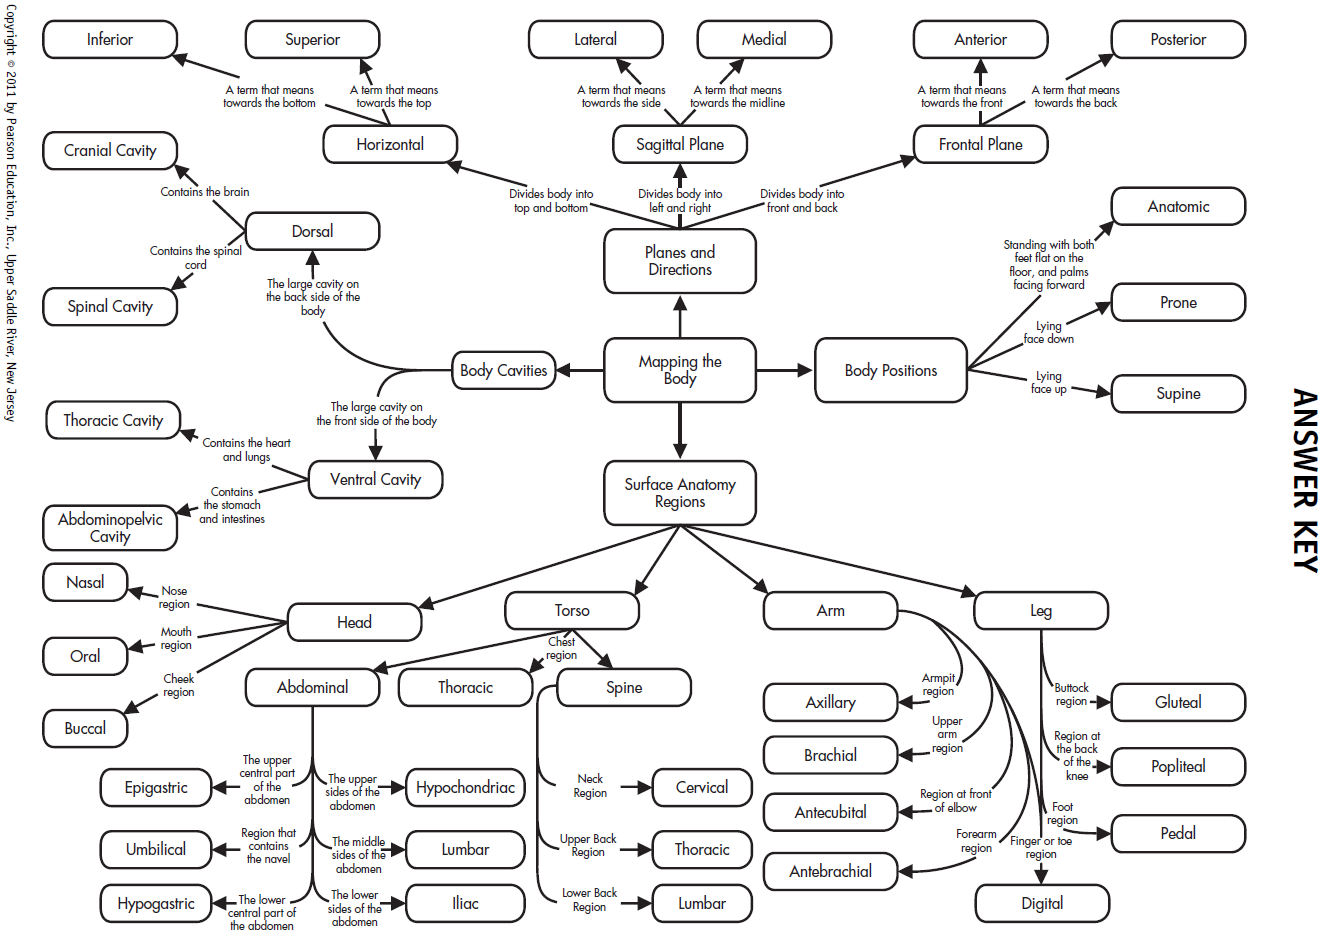 Copyright © 2011 by Pearson Education, Inc., Upper Saddle River, New Jersey
ANSWER KEY
Inferior
Superior
Lateral
Medial
Anterior
Posterior
A term that means
towards the bottom
A term that means
towards the top
A term that means
towards the side
A term that means
towards the midline
A term that means
towards the front
A term that means
towards the back
Horizontal
Sagittal Plane
Frontal Plane
Divides body into
top and bottom
Divides body into
left and right
Divides body into
front and back
Planes and
Directions
Cranial Cavity
Contains the brain
Dorsal
Contains the spinal
cord
Spinal Cavity
The large cavity on
the back side of the
body
Anatomic
Standing with both
feet flat on the
floor, and palms
facing forward
Prone
Lying
face down
Lying
face up
Supine
Body Cavities
Mapping the
Body
Body Positions
The large cavity on
the front side of the body
Thoracic Cavity
Contains the heart
and lungs
Ventral Cavity
Contains
the stomach
and intestines
Abdominopelvic
Cavity
Surface Anatomy
Regions
Nasal
Nose
region
Head
Mouth
region
Oral
Cheek
region
Buccal
Torso
Chest
region
Abdominal
Thoracic
Spine
Arm
Leg
The upper
central part
of the
abdomen
Epigastric
The upper
sides of the
abdomen
Hypochondriac
Region that
contains
the navel
Umbilical
The middle
sides of the
abdomen
Lumbar
The lower
central part of
the abdomen
Hypogastric
The lower
sides of the
abdomen
Iliac
Neck
Region
Cervical
Upper Back
Region
Thoracic
Lower Back
Region
Lumbar
Armpit
region
Axillary
Upper
arm
region
Brachial
Region at front
of elbow
Antecubital
Forearm
region
Antebrachial
Buttock
region
Gluteal
Region at
the back
of the
knee
Popliteal
Foot
region
Pedal
Finger or toe
region
Digital